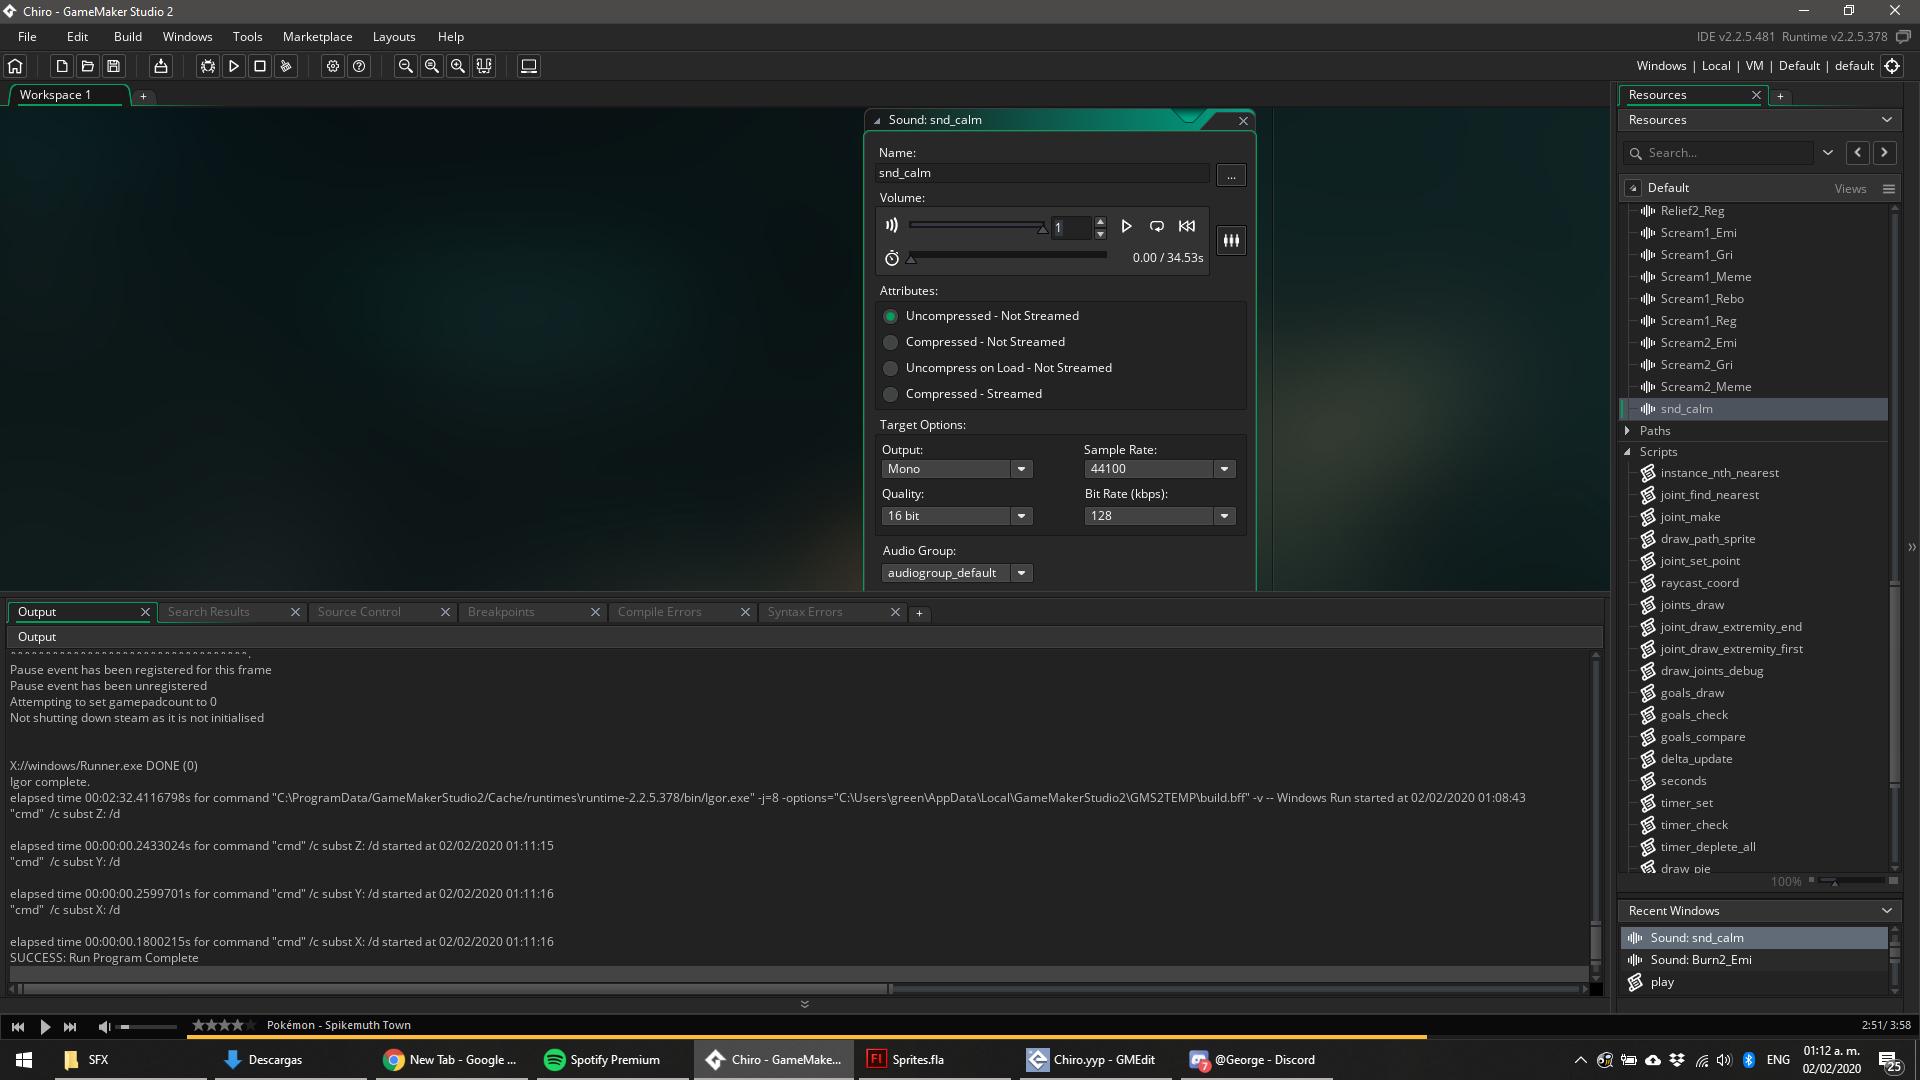 Chiro - GameMaker Studio 2
File Edit Build Windows Tools Marketplace Layouts Help
IDE v2.2.5.481 Runtime v2.2.5.378
Windows | Local | VM | Default | default
Workspace 1
Sound: snd_calm
Name:
snd_calm
...
Volume:
1
0.00 / 34.53s
Attributes:
Uncompressed - Not Streamed
Compressed - Not Streamed
Uncompress on Load - Not Streamed
Compressed - Streamed
Target Options:
Output: Sample Rate:
Mono 44100
Quality: Bit Rate (kbps):
16 bit 128
Audio Group:
audiogroup_default
Resources
Resources
Search...
Default Views
Relief2_Reg
Scream1_Emi
Scream1_Gri
Scream1_Meme
Scream1_Rebo
Scream1_Reg
Scream2_Emi
Scream2_Gri
Scream2_Meme
snd_calm
Paths
Scripts
instance_nth_nearest
joint_find_nearest
joint_make
draw_path_sprite
joint_set_point
raycast_coord
joints_draw
joint_draw_extremity_end
joint_draw_extremity_first
draw_joints_debug
goals_draw
goals_check
goals_compare
delta_update
seconds
timer_set
timer_check
timer_deplete_all
draw_pie
100%
Recent Windows
Sound: snd_calm
Sound: Burn2_Emi
play
Output Search Results Source Control Breakpoints Compile Errors Syntax Errors
Output
Pause event has been registered for this frame
Pause event has been unregistered
Attempting to set gamepadcount to 0
Not shutting down steam as it is not initialised
X://windows/Runner.exe DONE (0)
Igor complete.
elapsed time 00:02:32.4116798s for command "C:\ProgramData/GameMakerStudio2/Cache/runtimes\runtime-2.2.5.378/bin/Igor.exe" -j=8 -options="C:\Users\green\AppData\Local\GameMakerStudio2\GMS2TEMP\build.bff" -v -- Windows Run started at 02/02/2020 01:08:43
"cmd" /c subst Z: /d
elapsed time 00:00:00.2433024s for command "cmd" /c subst Z: /d started at 02/02/2020 01:11:15
"cmd" /c subst Y: /d
elapsed time 00:00:00.2599701s for command "cmd" /c subst Y: /d started at 02/02/2020 01:11:16
"cmd" /c subst X: /d
elapsed time 00:00:00.1800215s for command "cmd" /c subst X: /d started at 02/02/2020 01:11:16
SUCCESS: Run Program Complete
Pokémon - Spikemuth Town
2:51/ 3:58
SFX
Descargas
New Tab - Google ...
Spotify Premium
Chiro - GameMake...
Fl
Sprites.fla
Chiro.yyp - GMEdit
7
@George - Discord
ENG
01:12 a. m.
02/02/2020
25